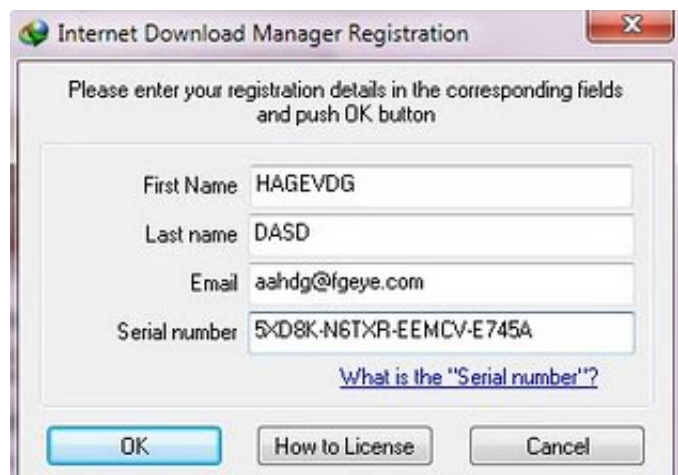 Internet Download Manager Registration
Please enter your registration details in the corresponding fields
and push OK button
First Name HAGEVDG
Last name DASD
Email aahdg@fgeye.com
Serial number 5XD8K-N6TXR-EEMCV-E745A
What is the "Serial number"?
OK How to License Cancel